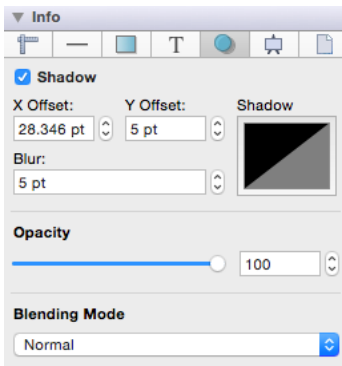 Info
T
Shadow
X Offset: Y Offset: Shadow
28.346 pt 5 pt
Blur:
5 pt
Opacity
100
Blending Mode
Normal